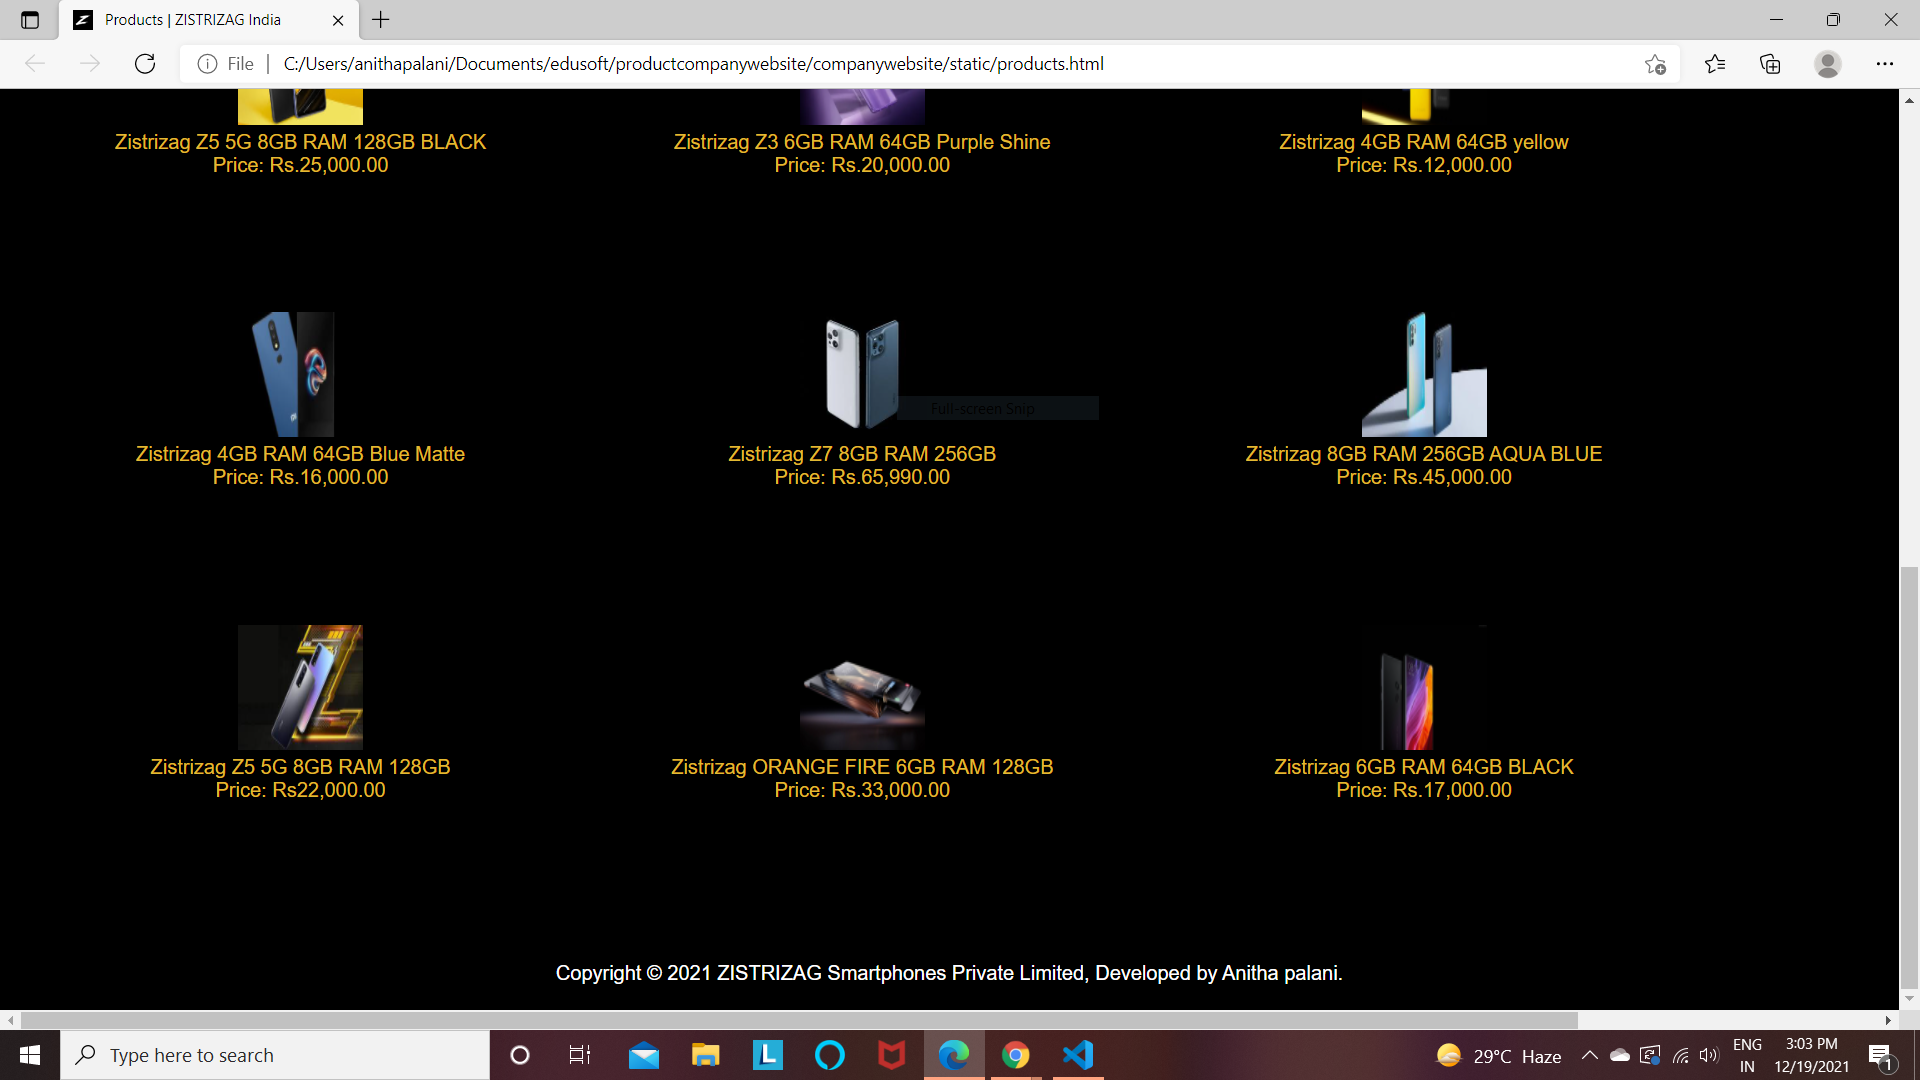 Products | ZISTRIZAG India
File
C:/Users/anithapalani/Documents/edusoft/productcompanywebsite/companywebsite/static/products.html
Zistrizag Z5 5G 8GB RAM 128GB BLACK
Price: Rs.25,000.00
Zistrizag Z3 6GB RAM 64GB Purple Shine
Price: Rs.20,000.00
Zistrizag 4GB RAM 64GB yellow
Price: Rs.12,000.00
Full-screen Snip
Zistrizag 4GB RAM 64GB Blue Matte
Price: Rs.16,000.00
Zistrizag Z7 8GB RAM 256GB
Price: Rs.65,990.00
Zistrizag 8GB RAM 256GB AQUA BLUE
Price: Rs.45,000.00
Zistrizag Z5 5G 8GB RAM 128GB
Price: Rs22,000.00
Zistrizag ORANGE FIRE 6GB RAM 128GB
Price: Rs.33,000.00
Zistrizag 6GB RAM 64GB BLACK
Price: Rs.17,000.00
Copyright © 2021 ZISTRIZAG Smartphones Private Limited, Developed by Anitha palani.
Type here to search
L
29°C Haze
ENG
IN
3:03 PM
12/19/2021
1